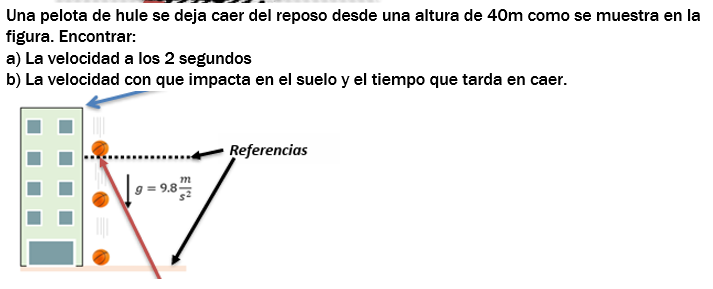 Una pelota de hule se deja caer del reposo desde una altura de 40m como se muestra en la
figura. Encontrar:
a) La velocidad a los 2 segundos
b) La velocidad con que impacta en el suelo y el tiempo que tarda en caer.
Referencias
g = 9.8 m/s²